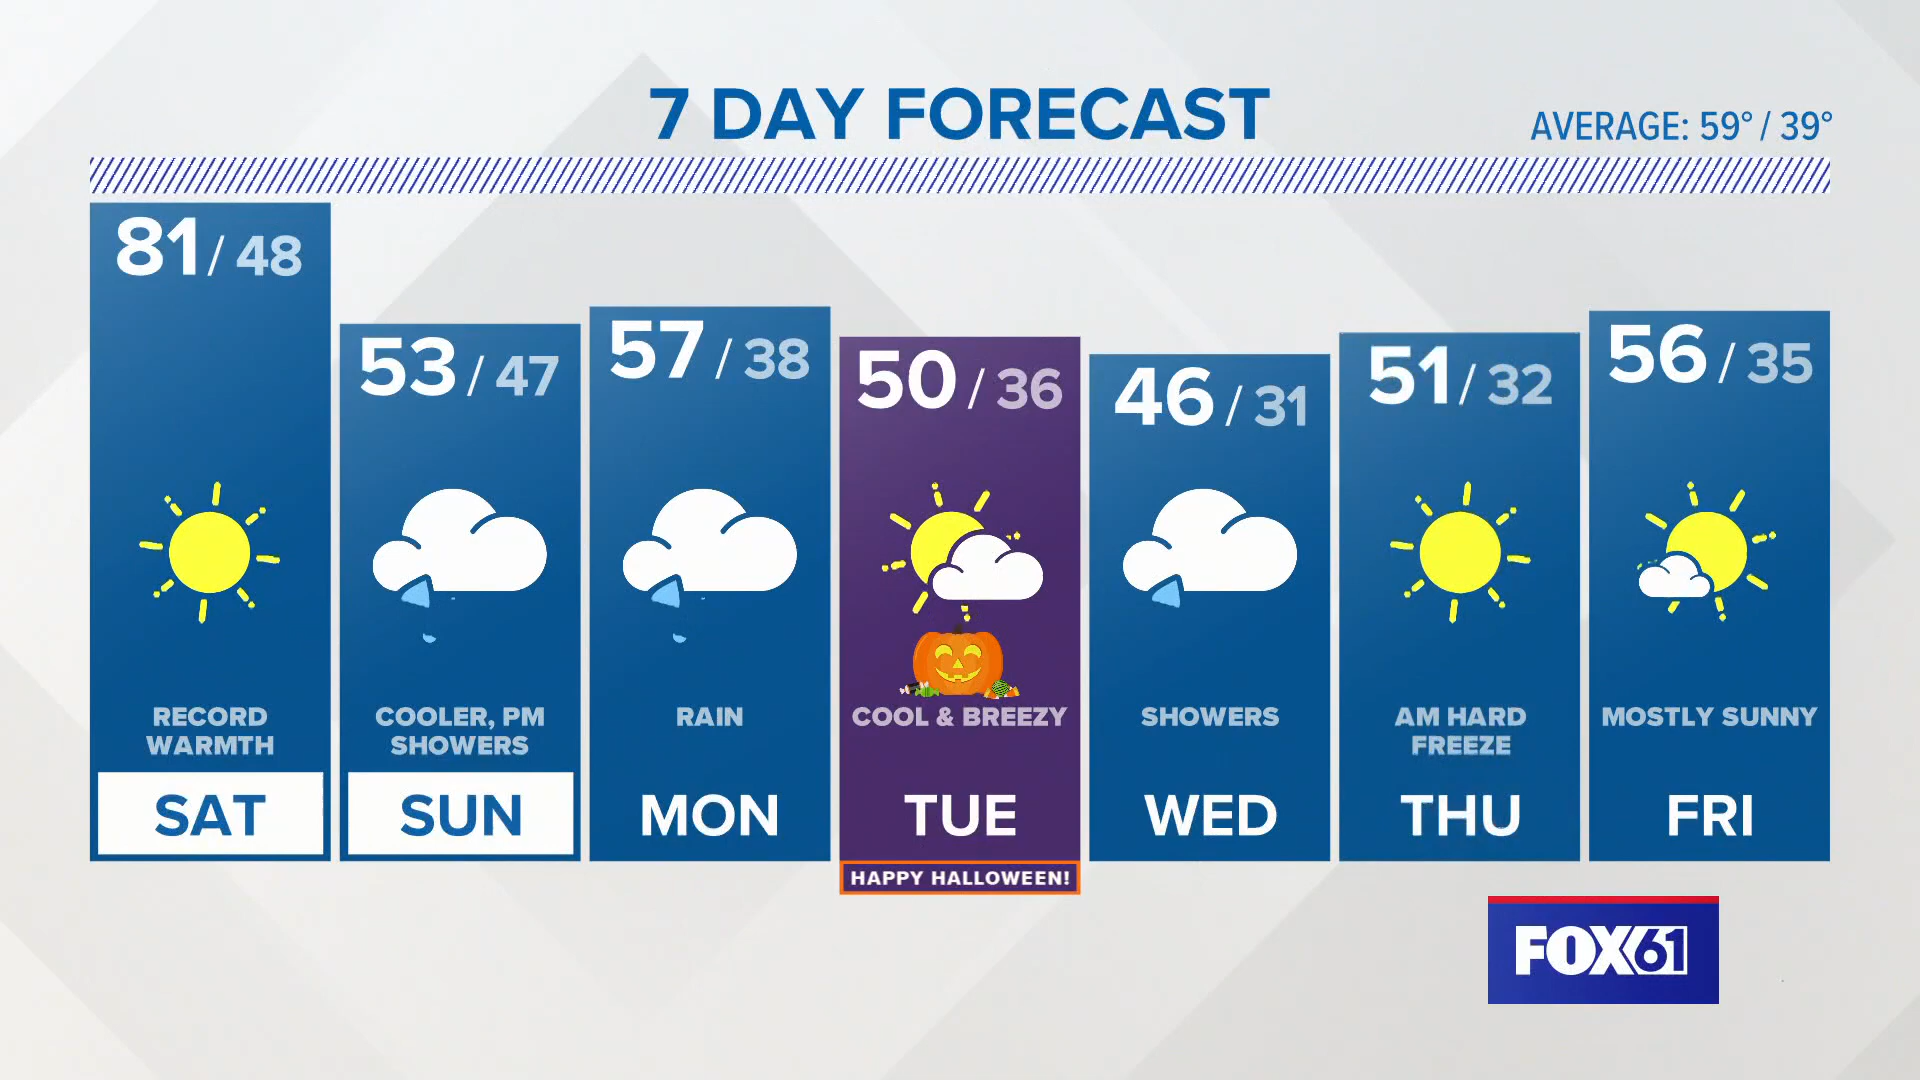 7 DAY FORECAST
AVERAGE: 59° / 39°
81 / 48
RECORD
WARMTH
SAT
53 / 47
COOLER, PM
SHOWERS
SUN
57 / 38
RAIN
MON
50 / 36
COOL & BREEZY
TUE
HAPPY HALLOWEEN!
46 / 31
SHOWERS
WED
51 / 32
AM HARD
FREEZE
THU
56 / 35
MOSTLY SUNNY
FRI
FOX61